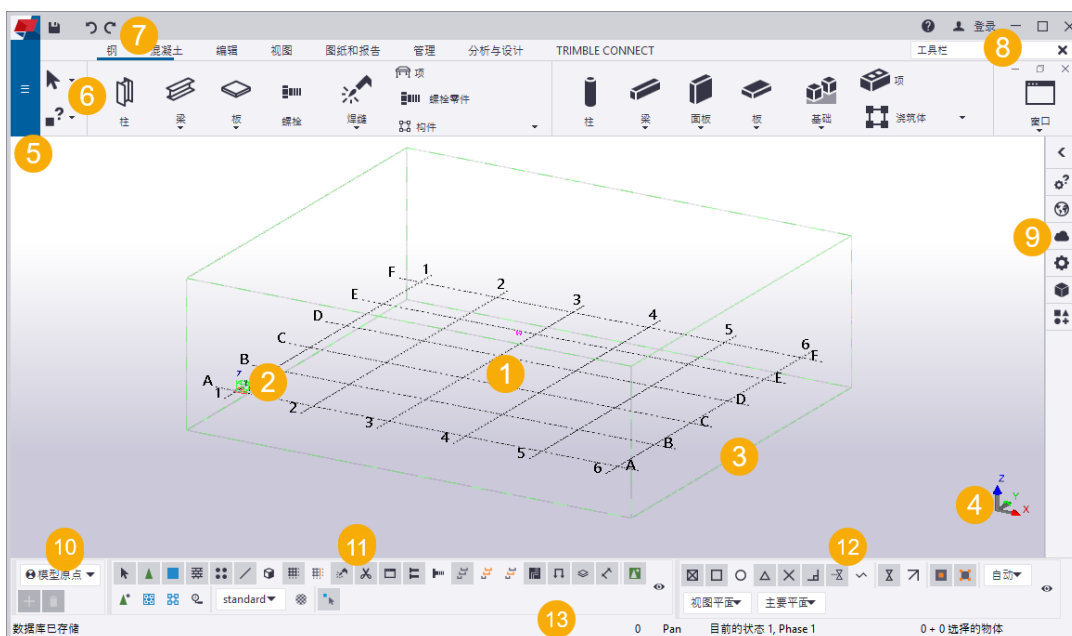 7
登录
8
钢 混凝土 编辑 视图 图纸和报告 管理 分析与设计 TRIMBLE CONNECT 工具栏
6
柱 梁 板 螺栓 焊缝
项
螺栓零件
构件
柱 梁 面板 板 基础
项
浇筑体
窗口
5
9
F 1 2 3 4 5 6 F
E E
D D
C C
B B
A 1 2 3 4 5 6 A
z
1
2
3
4
Z Y X
10
11
12
模型原点
自动
standard
视图平面 主要平面
13
数据库已存储 0 Pan 目前的状态 1, Phase 1 0 + 0 选择的物体